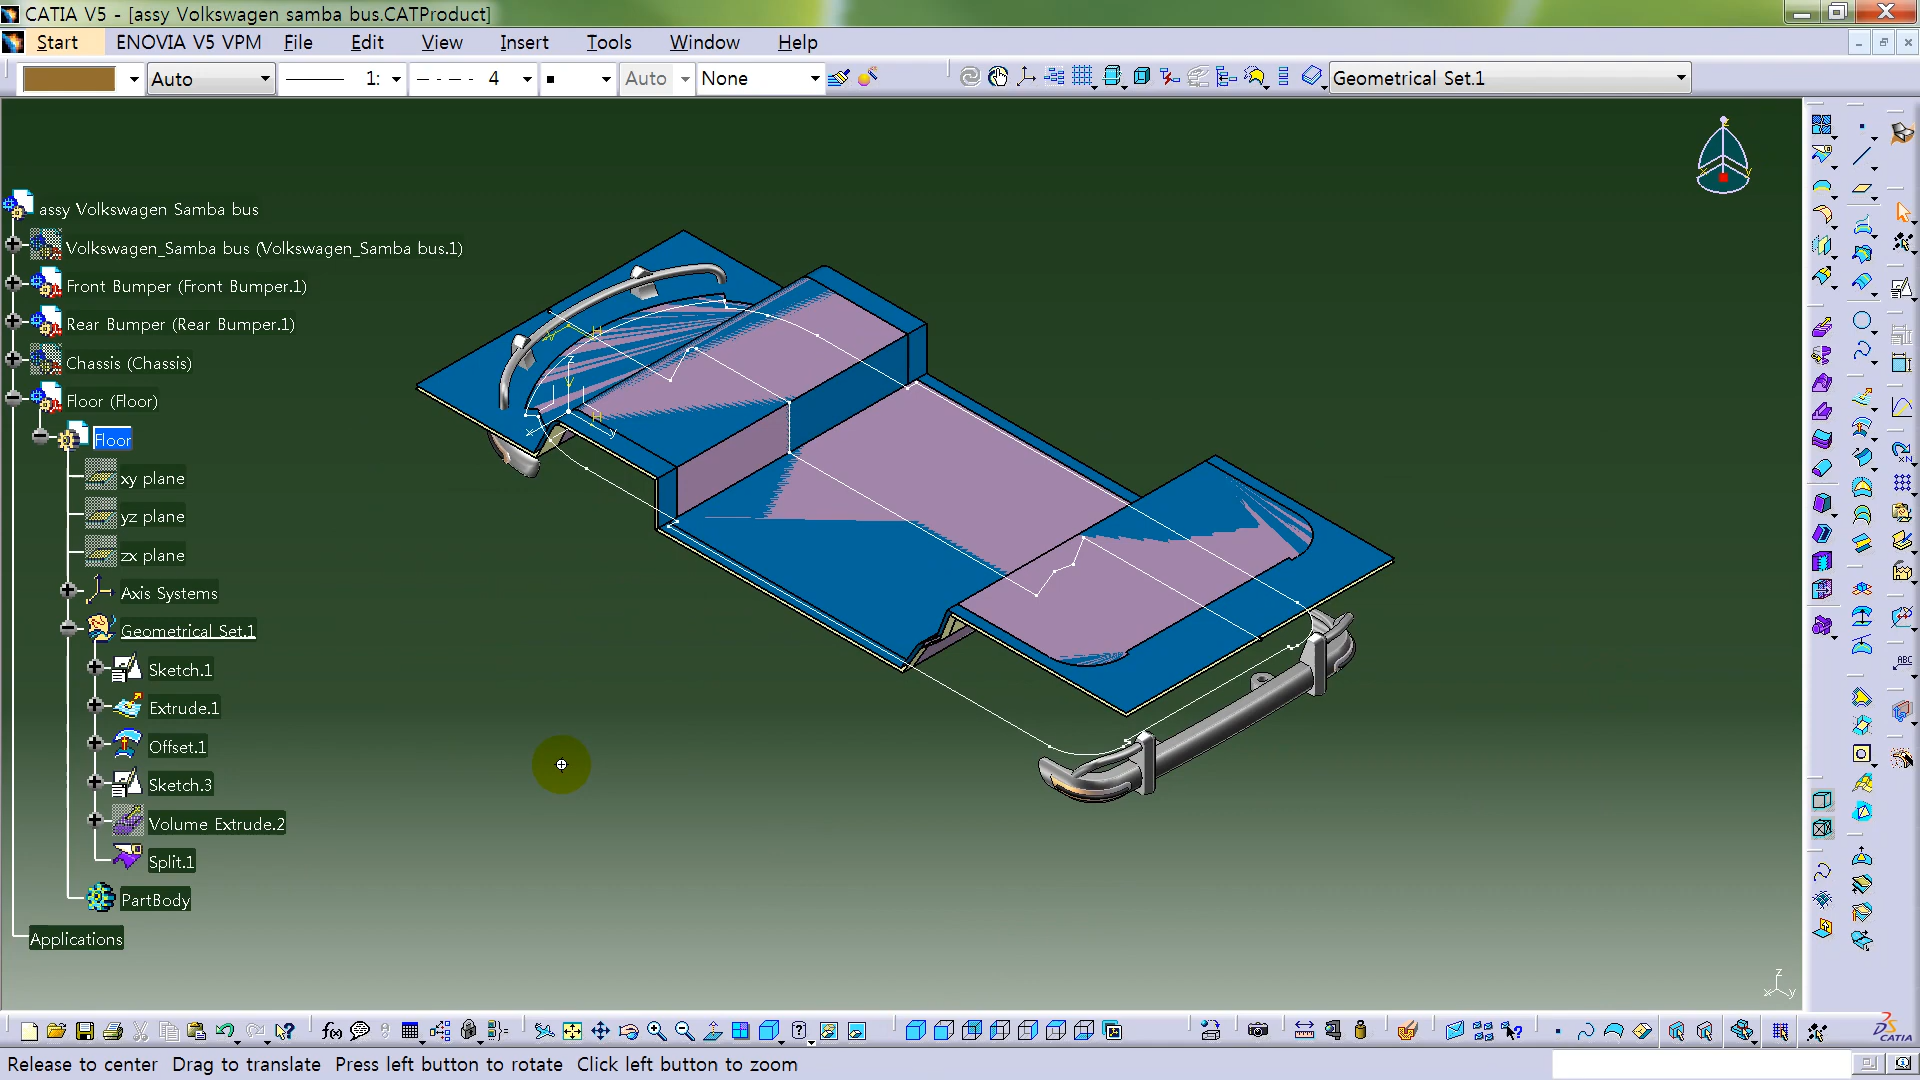 CATIA V5 - [assy Volkswagen samba bus.CATProduct]
Start ENOVIA V5 VPM File Edit View Insert Tools Window Help
Auto 1: 4 Auto None Geometrical Set.1
assy Volkswagen Samba bus
Volkswagen_Samba bus (Volkswagen_Samba bus.1)
Front Bumper (Front Bumper.1)
Rear Bumper (Rear Bumper.1)
Chassis (Chassis)
Floor (Floor)
Floor
xy plane
yz plane
zx plane
Axis Systems
Geometrical Set.1
Sketch.1
Extrude.1
Offset.1
Sketch.3
Volume Extrude.2
Split.1
PartBody
Applications
Release to center Drag to translate Press left button to rotate Click left button to zoom
CATIA